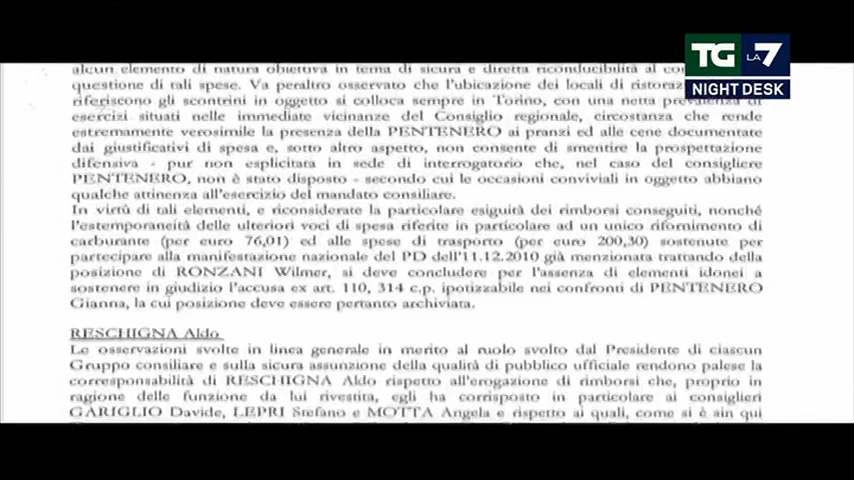 TG LA 7
NIGHT DESK
alcun elemento di natura obiettiva in tema di sicura e diretta riconducibilità al
questione di tali spese. Va peraltro osservato che l'ubicazione dei locali di
riferiscono gli scontrini in oggetto si colloca sempre in Torino, con una netta prevalenza di
esercizi situati nelle immediate vicinanze del Consiglio regionale, circostanza che rende
estremamente verosimile la presenza della PENTENERO ai pranzi ed alle cene documentate
dai giustificativi di spesa e, sotto altro aspetto, non consente di smentire la prospettazione
difensiva - pur non esplicitata in sede di interrogatorio che, nel caso del consigliere
PENTENERO, non è stato disposto - secondo cui le occasioni conviviali in oggetto abbiano
qualche attinenza all'esercizio del mandato consiliare.
In virtù di tali elementi, e riconsiderate la particolare esiguità dei rimborsi conseguiti, nonché
l'estemporaneità delle ulteriori voci di spesa riferite in particolare ad un unico rifornimento di
carburante (per euro 76,01) ed alle spese di trasporto (per euro 200,30) sostenute per
partecipare alla manifestazione nazionale del PD dell'11.12.2010 già menzionata trattando della
posizione di RONZANI Wilmer, si deve concludere per l'assenza di elementi idonei a
sostenere in giudizio l'accusa ex art. 110, 314 c.p. ipotizzabile nei confronti di PENTENERO
Gianna, la cui posizione deve essere pertanto archiviata.
RESCHIGNA Aldo
Le osservazioni svolte in linea generale in merito al ruolo svolto dal Presidente di ciascun
Gruppo consiliare e sulla sicura assunzione della qualità di pubblico ufficiale rendono palese la
corresponsabilità di RESCHIGNA Aldo rispetto all'erogazione di rimborsi che, proprio in
ragione delle funzione da lui rivestita, egli ha corrisposto in particolare ai consiglieri
GARIGLIO Davide, LEPRI Stefano e MOTTA Angela e rispetto ai quali, come si è sin qui